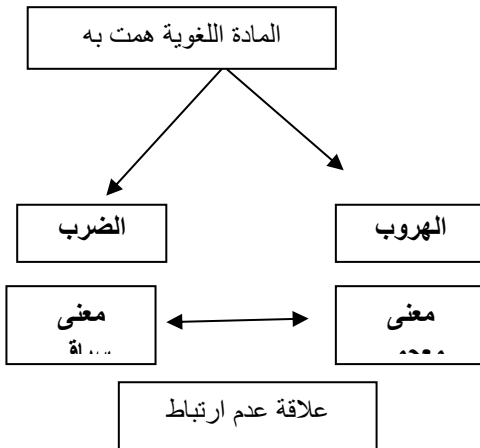 المادة اللغوية همت به
الهروب
الضرب
معنى
معنى
علاقة عدم ارتباط